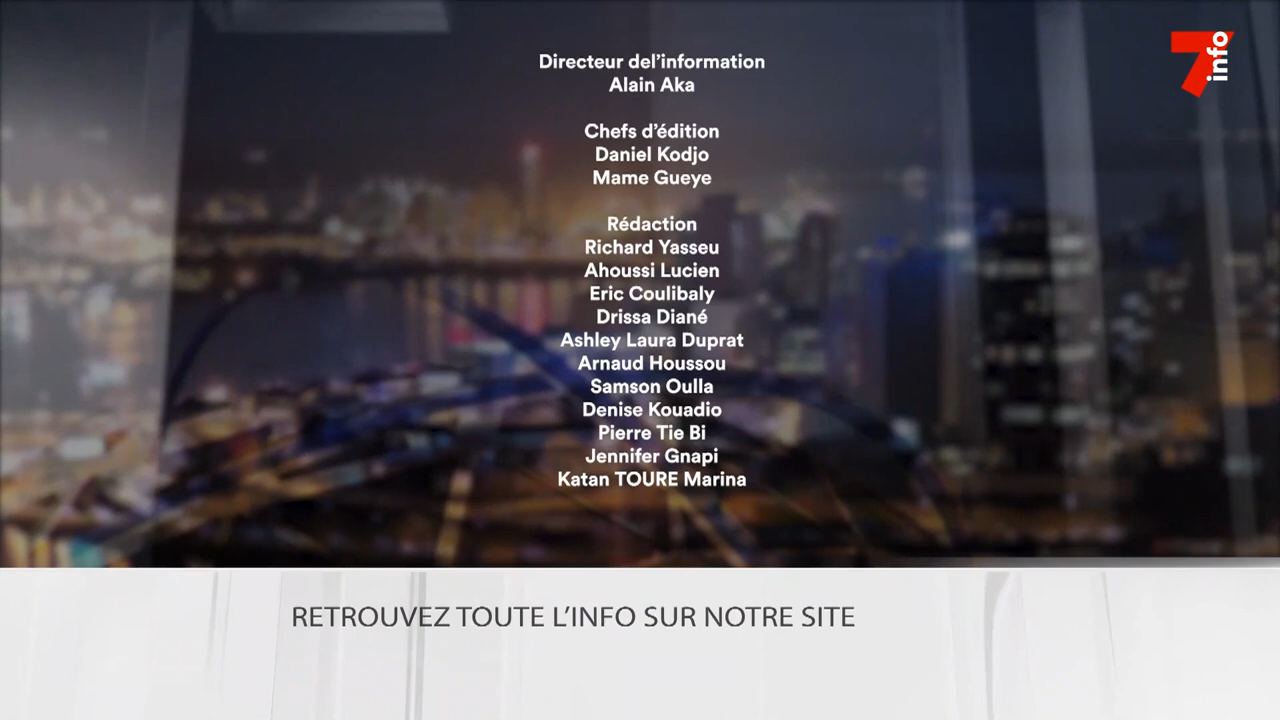 Directeur del'information
Alain Aka
Chefs d'édition
Daniel Kodjo
Mame Gueye
Rédaction
Richard Yasseu
Ahoussi Lucien
Eric Coulibaly
Drissa Diané
Ashley Laura Duprat
Arnaud Houssou
Samson Oulla
Denise Kouadio
Pierre Tie Bi
Jennifer Gnapi
Katan TOURE Marina
7 info
RETROUVEZ TOUTE L'INFO SUR NOTRE SITE